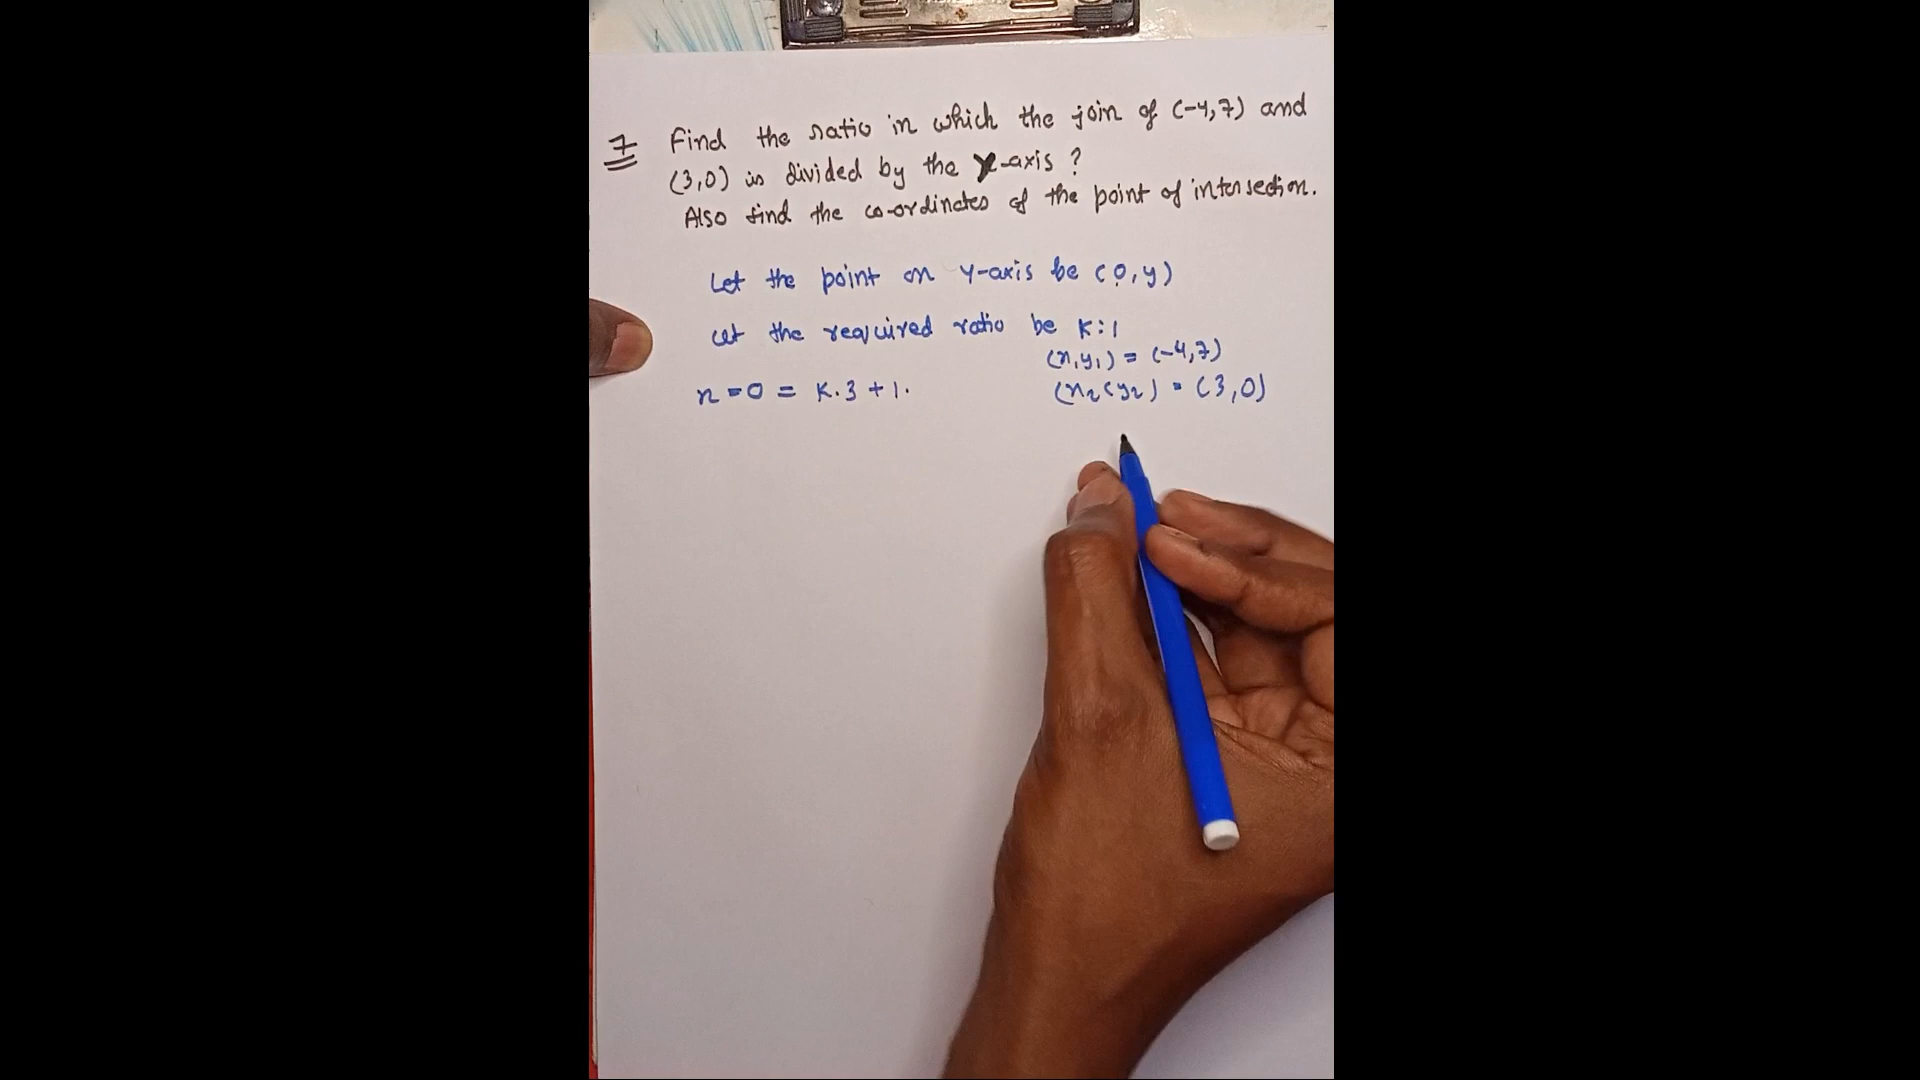 7 Find the ratio in which the join of (-4,7) and
(3,0) is divided by the Y-axis ?
Also find the co-ordinates of the point of intersection.
Let the point on Y-axis be (0,y)
Let the required ratio be K:1
(x,y₁) = (-4,7)
x=0 = K.3+1. (x₂,y₂) = (3,0)